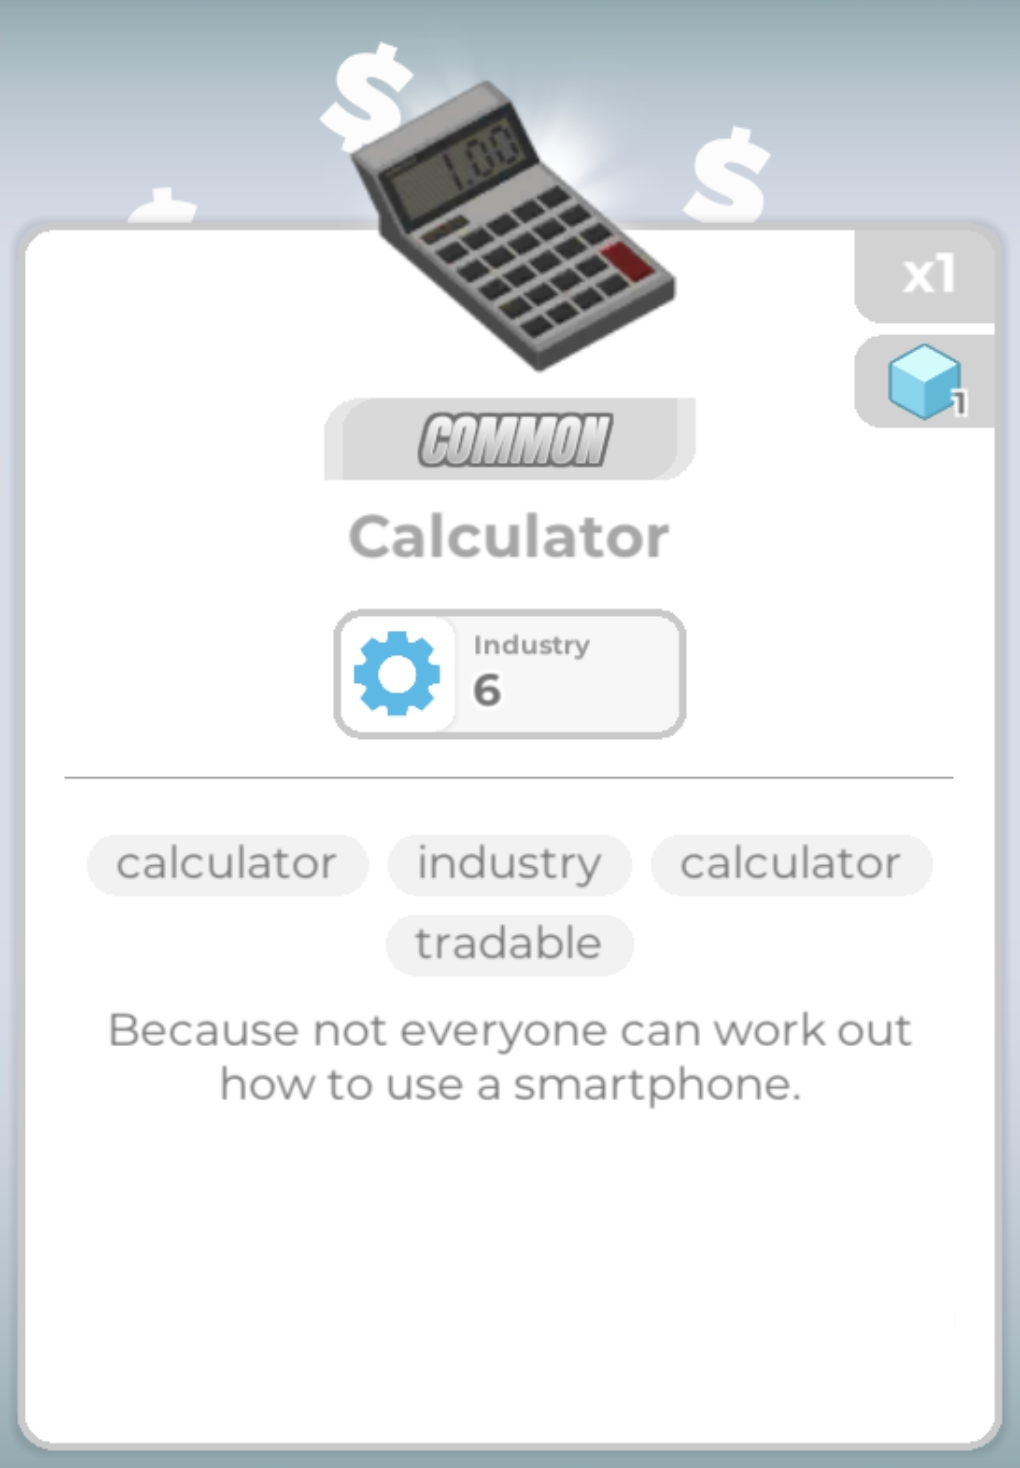 $
$
$
1.00
x1
1
COMMON
Calculator
Industry
6
calculator industry calculator
tradable
Because not everyone can work out
how to use a smartphone.